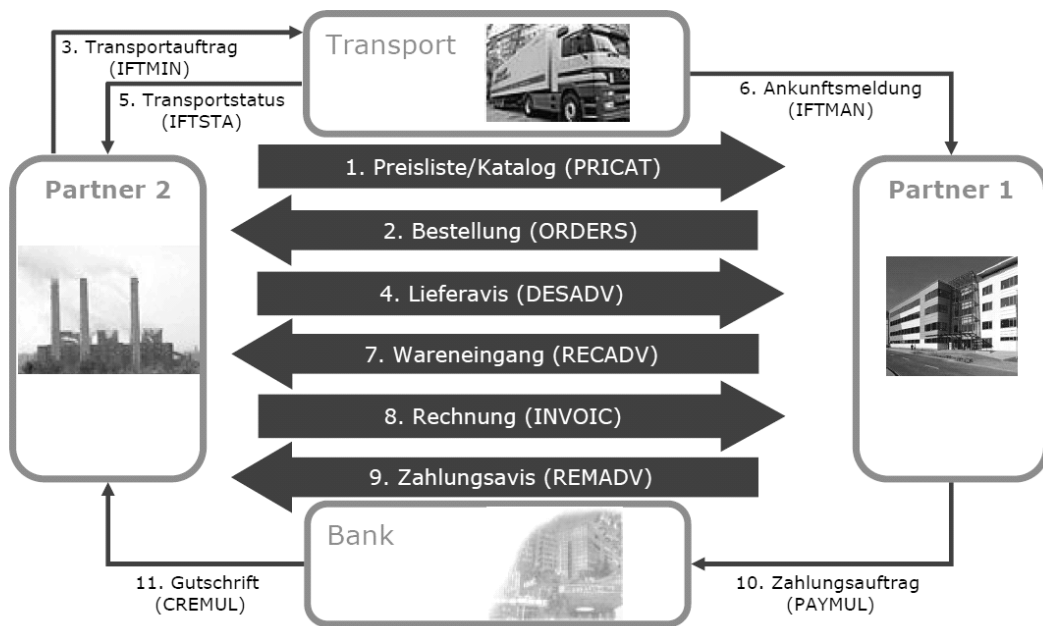 3. Transportauftrag
(IFTMIN)
Transport
5. Transportstatus
(IFTSTA)
6. Ankunftsmeldung
(IFTMAN)
1. Preisliste/Katalog (PRICAT)
Partner 2
Partner 1
2. Bestellung (ORDERS)
4. Lieferavis (DESADV)
7. Wareneingang (RECADV)
8. Rechnung (INVOIC)
9. Zahlungsavis (REMADV)
Bank
11. Gutschrift
(CREMUL)
10. Zahlungsauftrag
(PAYMUL)